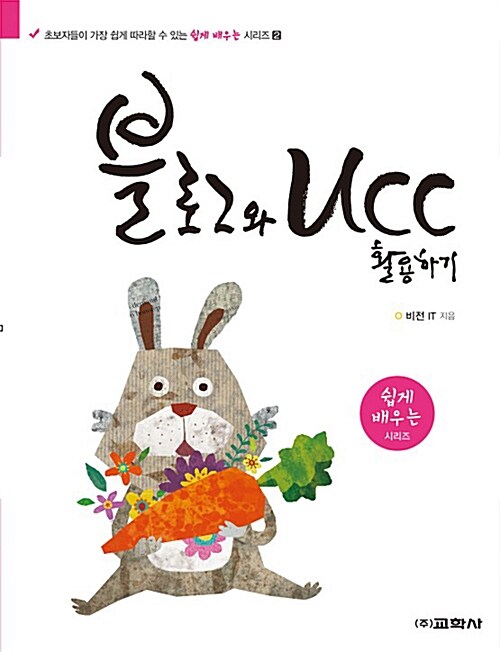 초보자들이 가장 쉽게 따라할 수 있는 쉽게 배우는 시리즈 2
블로그와 UCC
활용하기
비전 IT 지음
쉽게
배우는
시리즈
(주)교학사